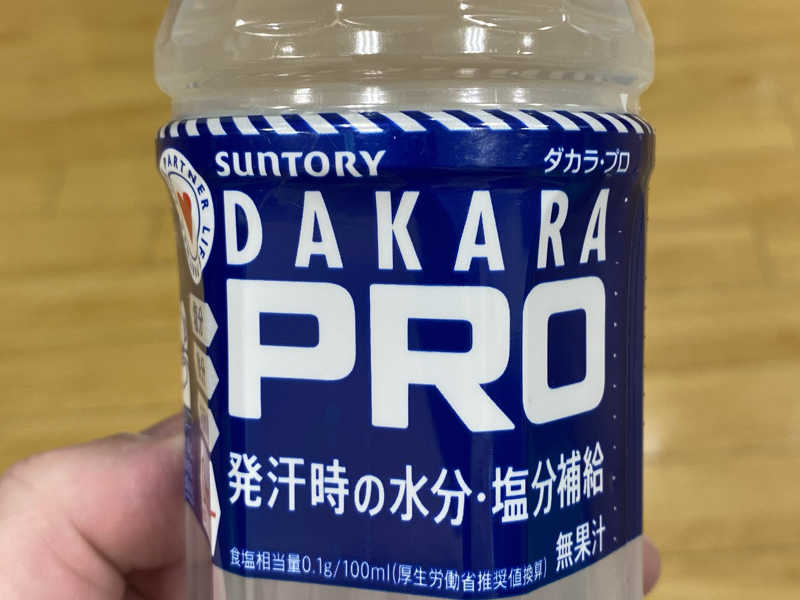 SUNTORY
ダカラ・プロ
PARTNER
DAKARA
PRO
発汗時の水分・塩分補給
無果汁
食塩相当量0.1g/100ml(厚生労働省推奨値換算)